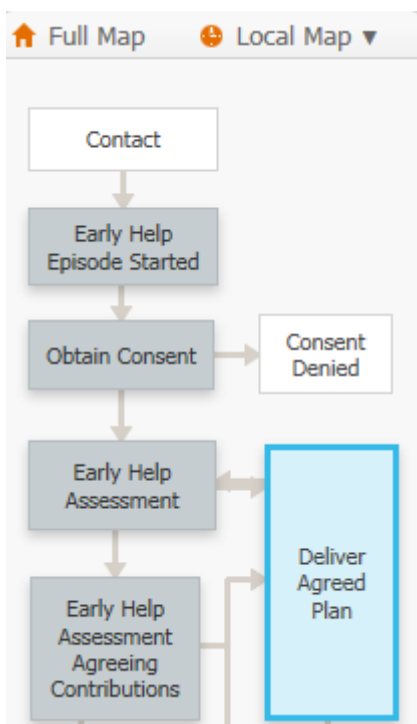 Full Map
Local Map ▼
Contact
Early Help
Episode Started
Obtain Consent
Consent
Denied
Early Help
Assessment
Deliver
Agreed
Plan
Early Help
Assessment
Agreeing
Contributions